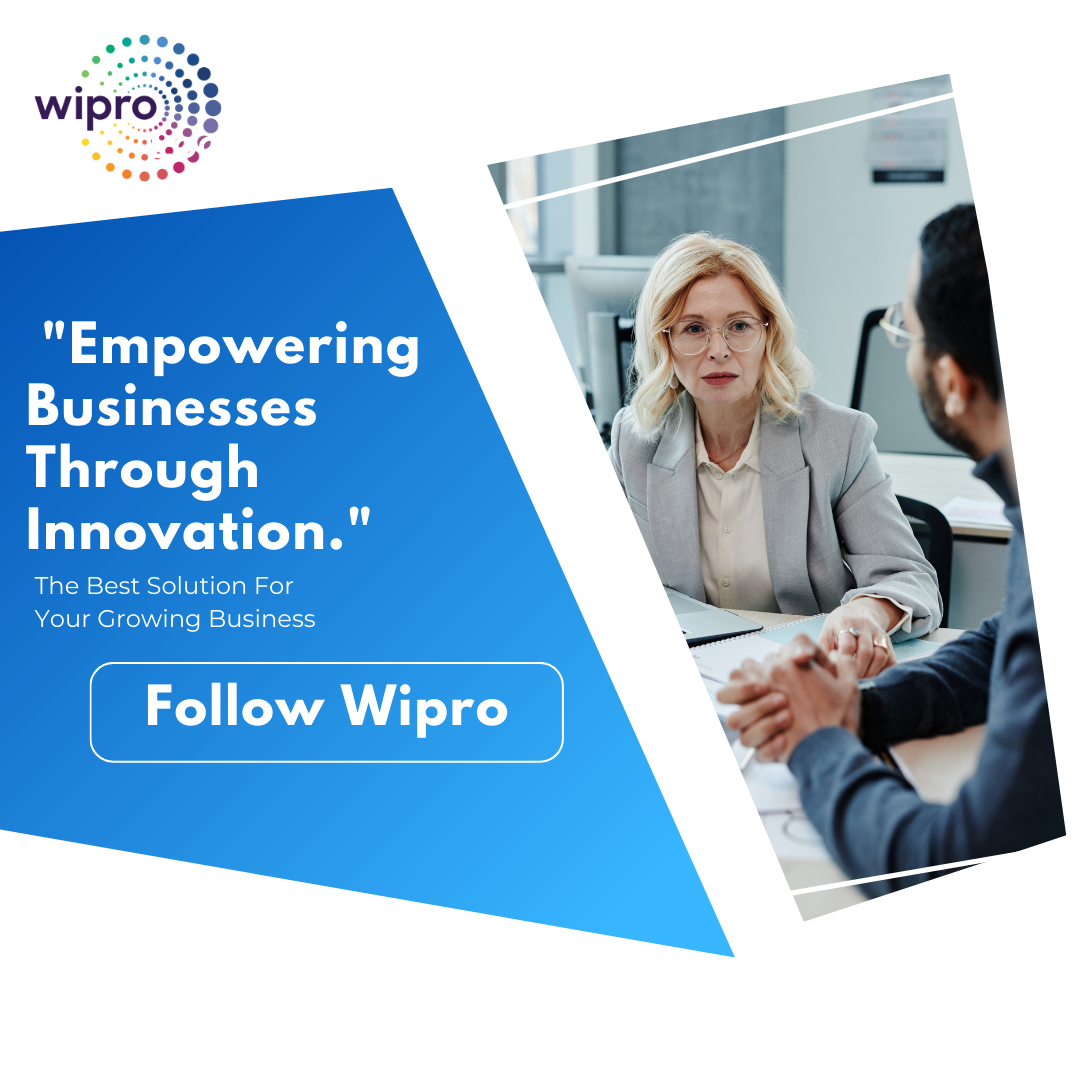 wipro
"Empowering
Businesses
Through
Innovation."
The Best Solution For
Your Growing Business
Follow Wipro